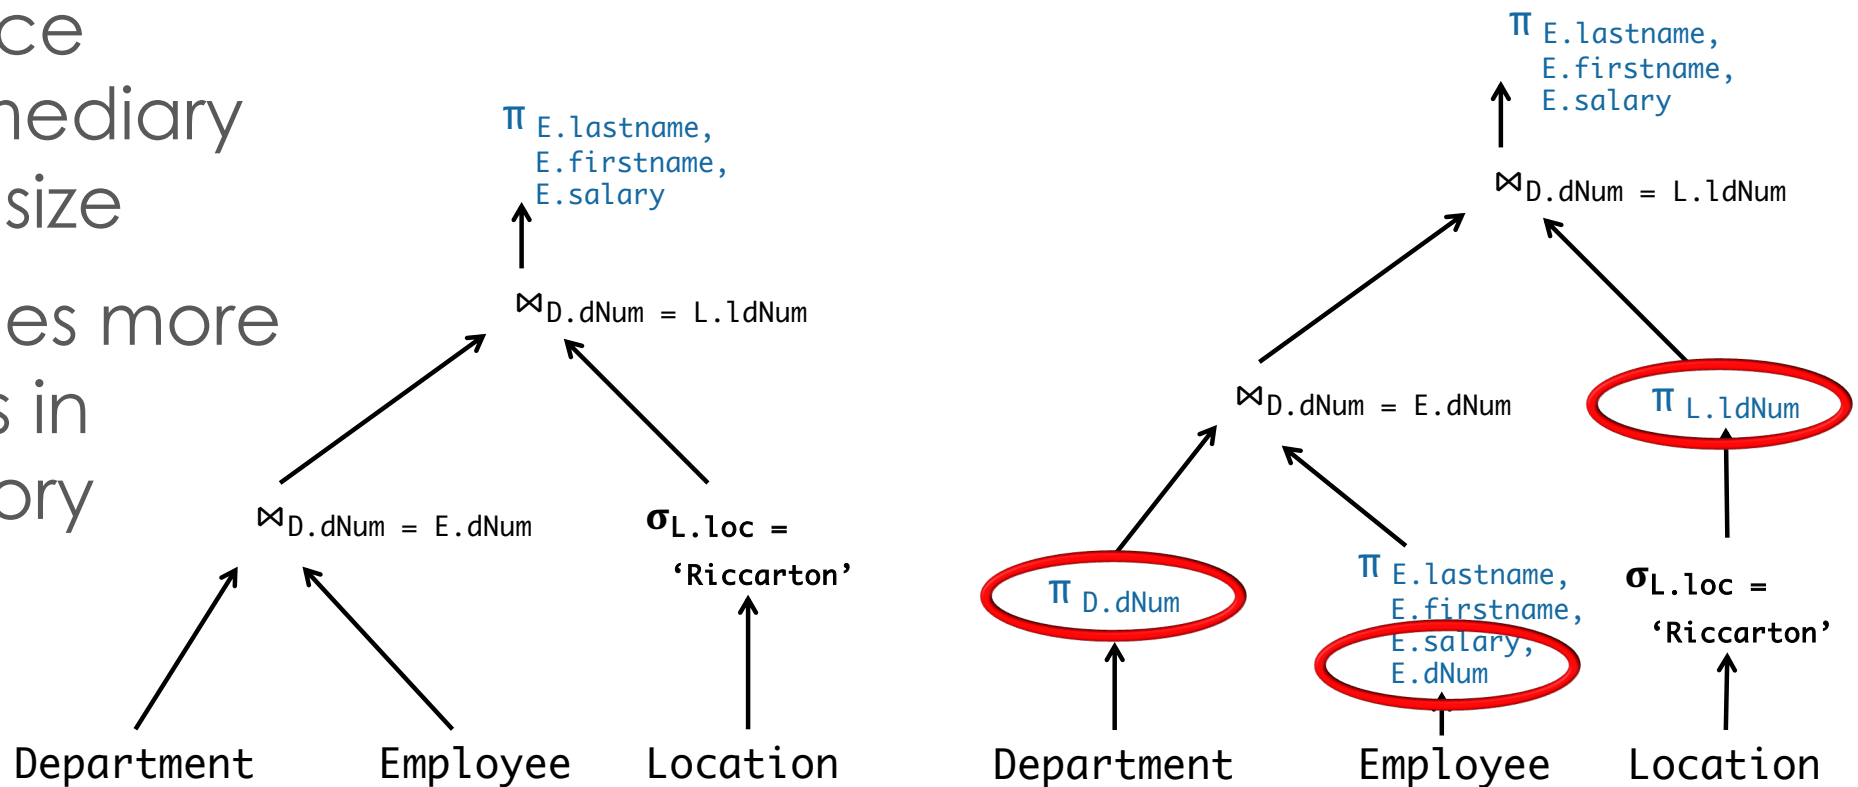 ce
nediary
size
es more
s in
ory
π E.lastname,
E.firstname,
E.salary
⋈D.dNum = L.ldNum
⋈D.dNum = E.dNum
σL.loc =
‘Riccarton’
Department Employee Location
π E.lastname,
E.firstname,
E.salary
⋈D.dNum = L.ldNum
⋈D.dNum = E.dNum
π L.ldNum
π D.dNum
π E.lastname,
E.firstname,
E.salary,
E.dNum
σL.loc =
‘Riccarton’
Department Employee Location